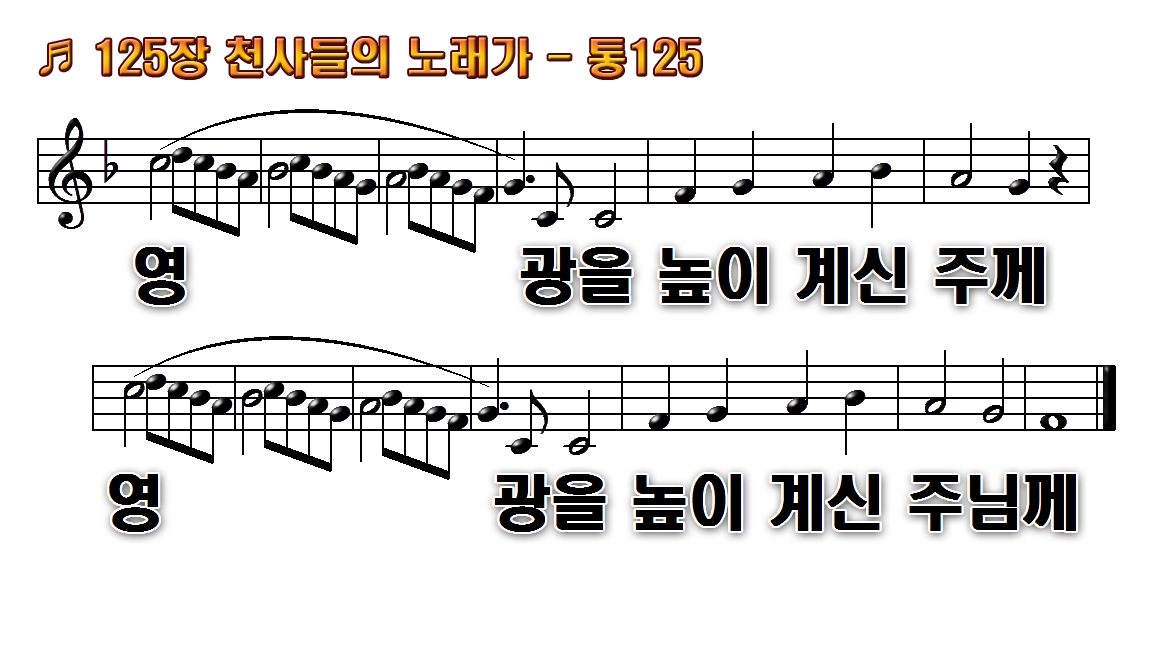 125장 천사들의 노래가 - 통125
영 광을 높이 계신 주께
영 광을 높이 계신 주님께